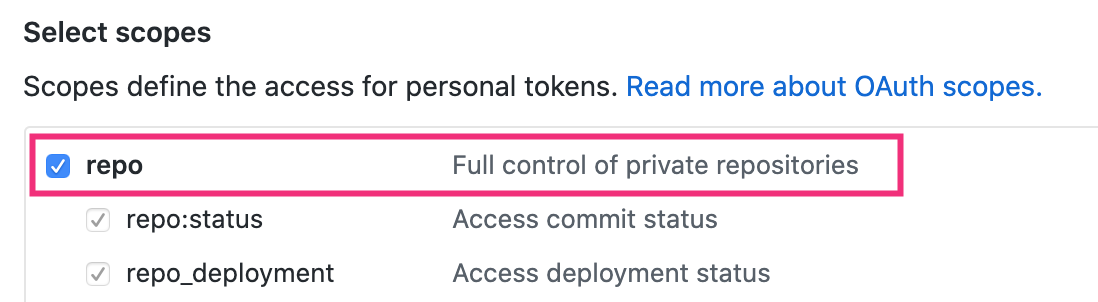 Select scopes
Scopes define the access for personal tokens. Read more about OAuth scopes.
repo Full control of private repositories
repo:status Access commit status
repo_deployment Access deployment status